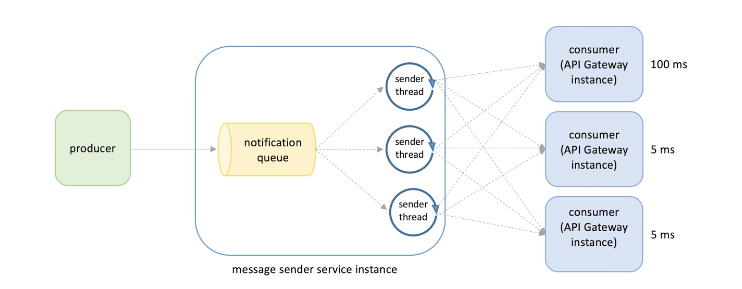 producer
notification
queue
sender
thread
sender
thread
sender
thread
message sender service instance
consumer
(API Gateway
instance)
100 ms
consumer
(API Gateway
instance)
5 ms
consumer
(API Gateway
instance)
5 ms